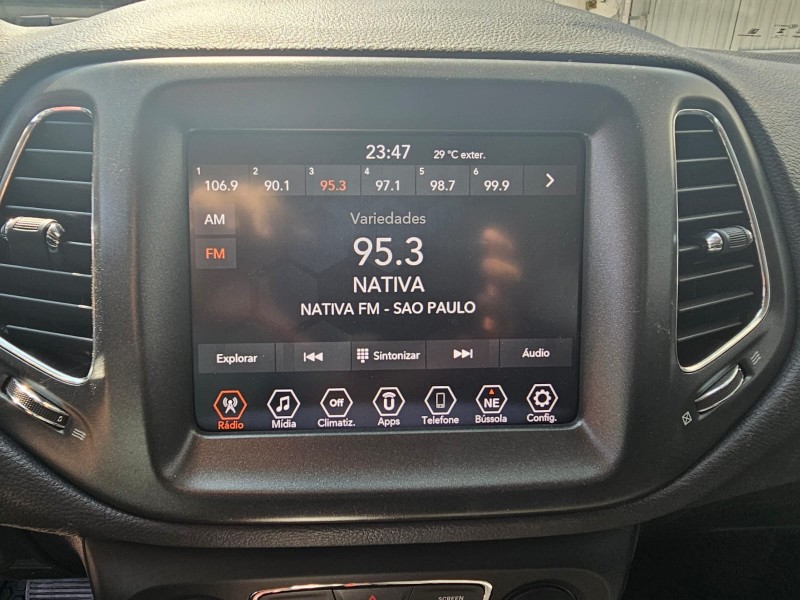 23:47 29 °C exter.
1 2 3 4 5 6
106.9 90.1 95.3 97.1 98.7 99.9
AM
Variedades
FM
95.3
NATIVA
NATIVA FM - SAO PAULO
Explorar Sintonizar Áudio
Off U NE
Rádio Mídia Climatiz. Apps Telefone Bússola Config.
SCREEN